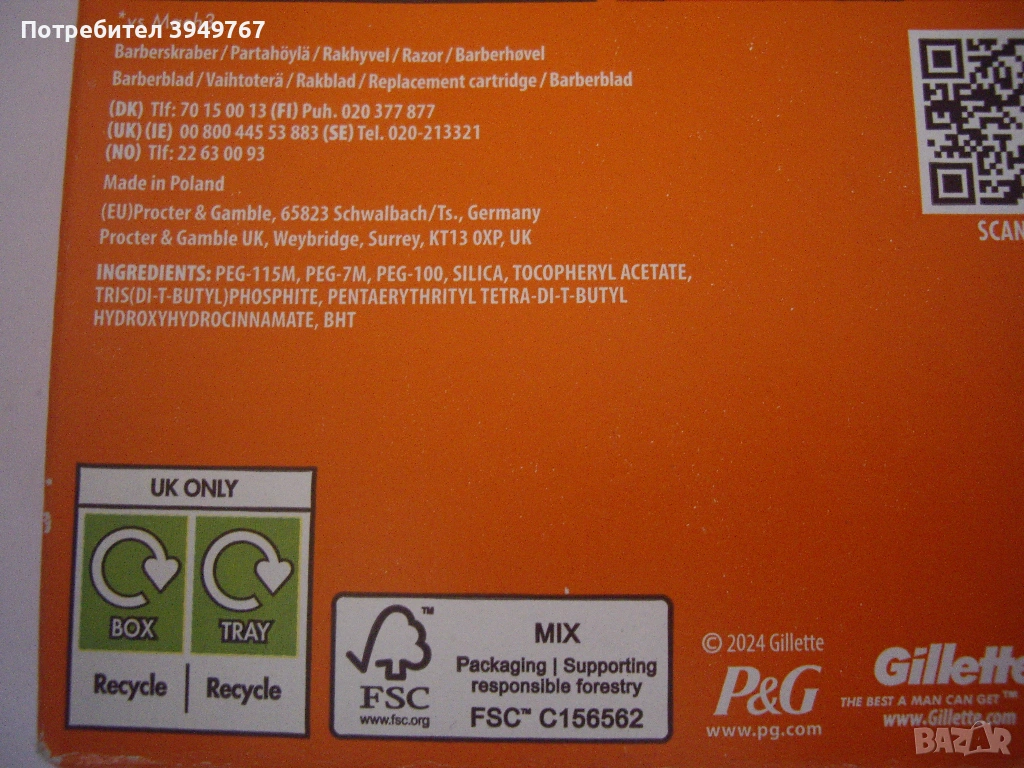 Потребител 3949767
*vs Mach3
Barberskraber / Partahöylä / Rakhyvel / Razor / Barberhøvel
Barberblad / Vaihtoterä / Rakblad / Replacement cartridge / Barberblad
(DK) Tlf: 70 15 00 13 (FI) Puh. 020 377 877
(UK) (IE) 00 800 445 53 883 (SE) Tel. 020-213321
(NO) Tlf: 22 63 00 93
Made in Poland
(EU)Procter & Gamble, 65823 Schwalbach/Ts., Germany
Procter & Gamble UK, Weybridge, Surrey, KT13 0XP, UK
INGREDIENTS: PEG-115M, PEG-7M, PEG-100, SILICA, TOCOPHERYL ACETATE,
TRIS(DI-T-BUTYL)PHOSPHITE, PENTAERYTHRITYL TETRA-DI-T-BUTYL
HYDROXYHYDROCINNAMATE, BHT
SCAN
UK ONLY
BOX TRAY
Recycle | Recycle
FSC™
www.fsc.org
MIX
Packaging | Supporting
responsible forestry
FSC™ C156562
© 2024 Gillette
P&G
www.pg.com
Gillette
THE BEST A MAN CAN GET™
www.Gillette.com
BAZAR